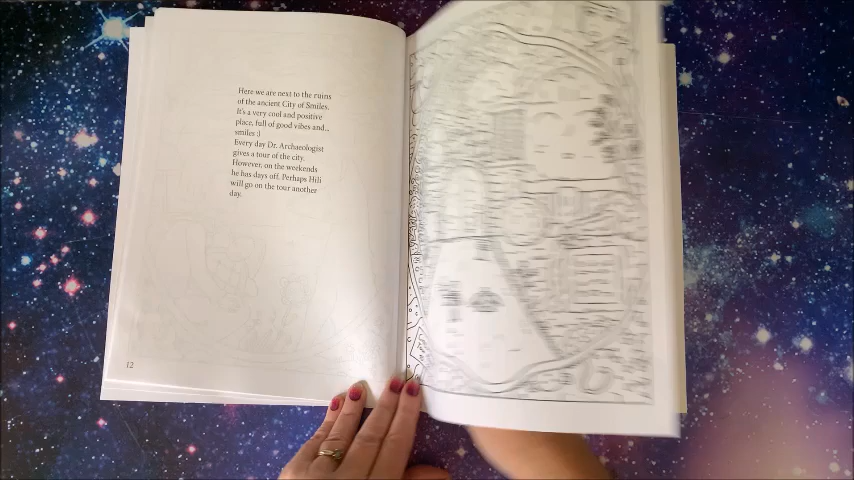 Here we are next to the ruins
of the ancient City of Smiles.
It's a very cool and positive
place, full of good vibes and...
smiles :)
Every day Dr. Archaeologist
gives a tour of the city.
However, on the weekends
he has days off. Perhaps Hili
will go on the tour another
day.
12